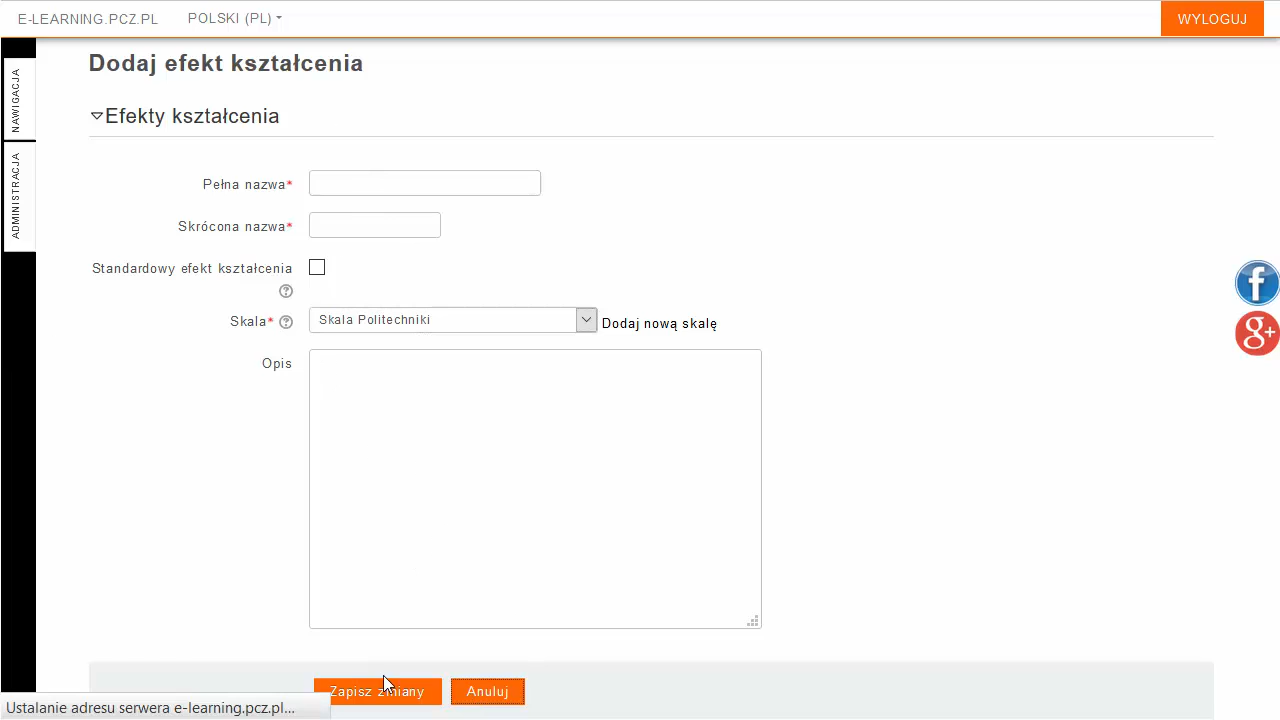 E-LEARNING.PCZ.PL POLSKI (PL) WYLOGUJ
NAWIGACJA
ADMINISTRACJA
Dodaj efekt kształcenia
Efekty kształcenia
Pełna nazwa*
Skrócona nazwa*
Standardowy efekt kształcenia
Skala* Skala Politechniki Dodaj nową skalę
Opis
Zapisz zmiany Anuluj
Ustalanie adresu serwera e-learning.pcz.pl...